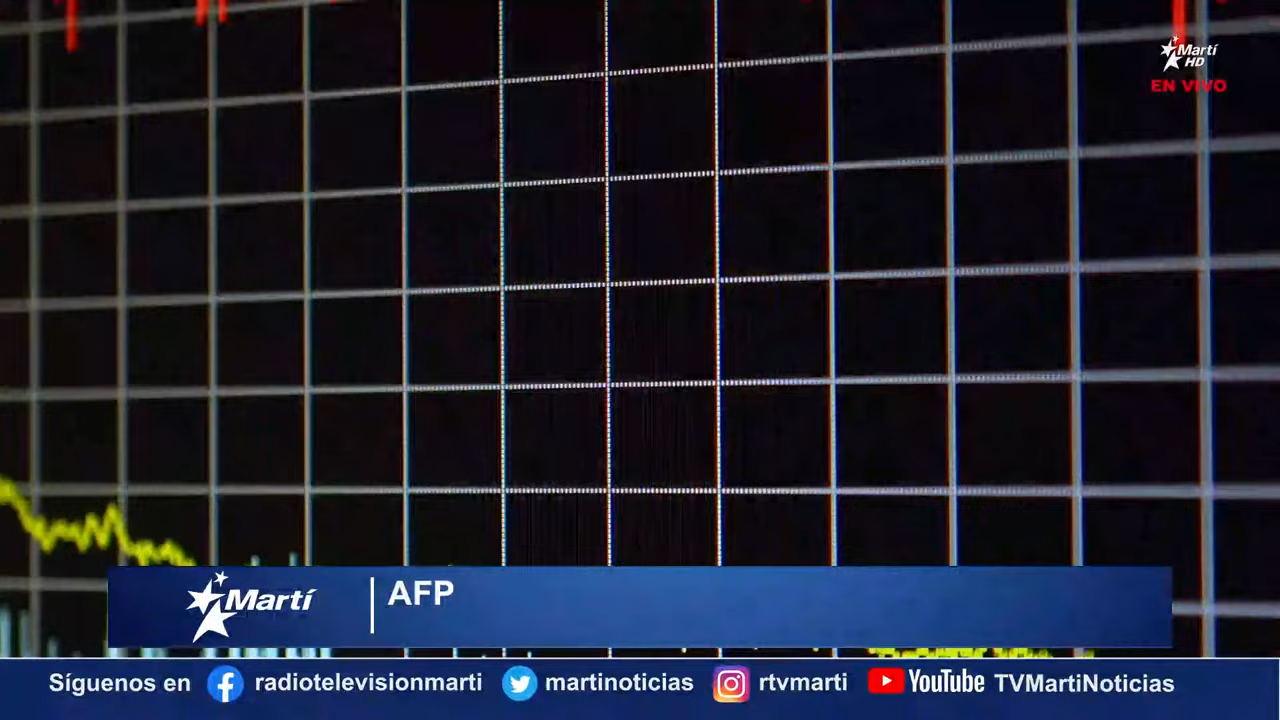 Martí
HD
EN VIVO
Martí
AFP
Síguenos en radiotelevisionmarti martinoticias rtvmarti YouTube TVMartiNoticias